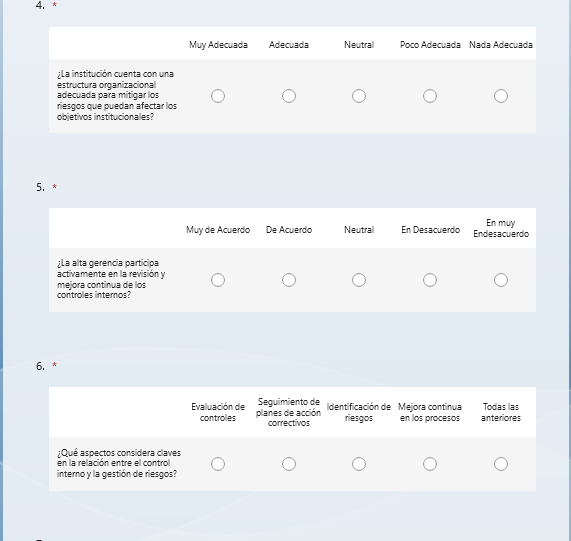 4. *
Muy Adecuada Adecuada Neutral Poco Adecuada Nada Adecuada
¿La institución cuenta con una
estructura organizacional
adecuada para mitigar los
riesgos que puedan afectar los
objetivos institucionales?
5. *
Muy de Acuerdo De Acuerdo Neutral En Desacuerdo En muy
Endesacuerdo
¿La alta gerencia participa
activamente en la revisión y
mejora continua de los
controles internos?
6. *
Evaluación de
controles
Seguimiento de
planes de acción
correctivos
Identificación de
riesgos
Mejora continua
en los procesos
Todas las
anteriores
¿Qué aspectos considera claves
en la relación entre el control
interno y la gestión de riesgos?